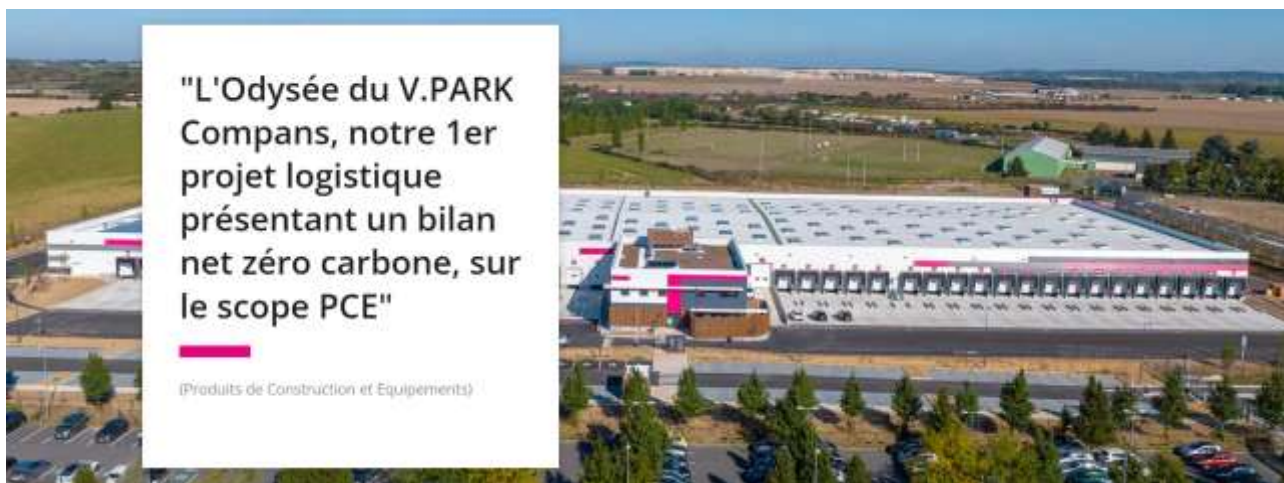 "L'Odysée du V.PARK
Compans, notre 1er
projet logistique
présentant un bilan
net zéro carbone, sur
le scope PCE"
(Produits de Construction et Equipements)